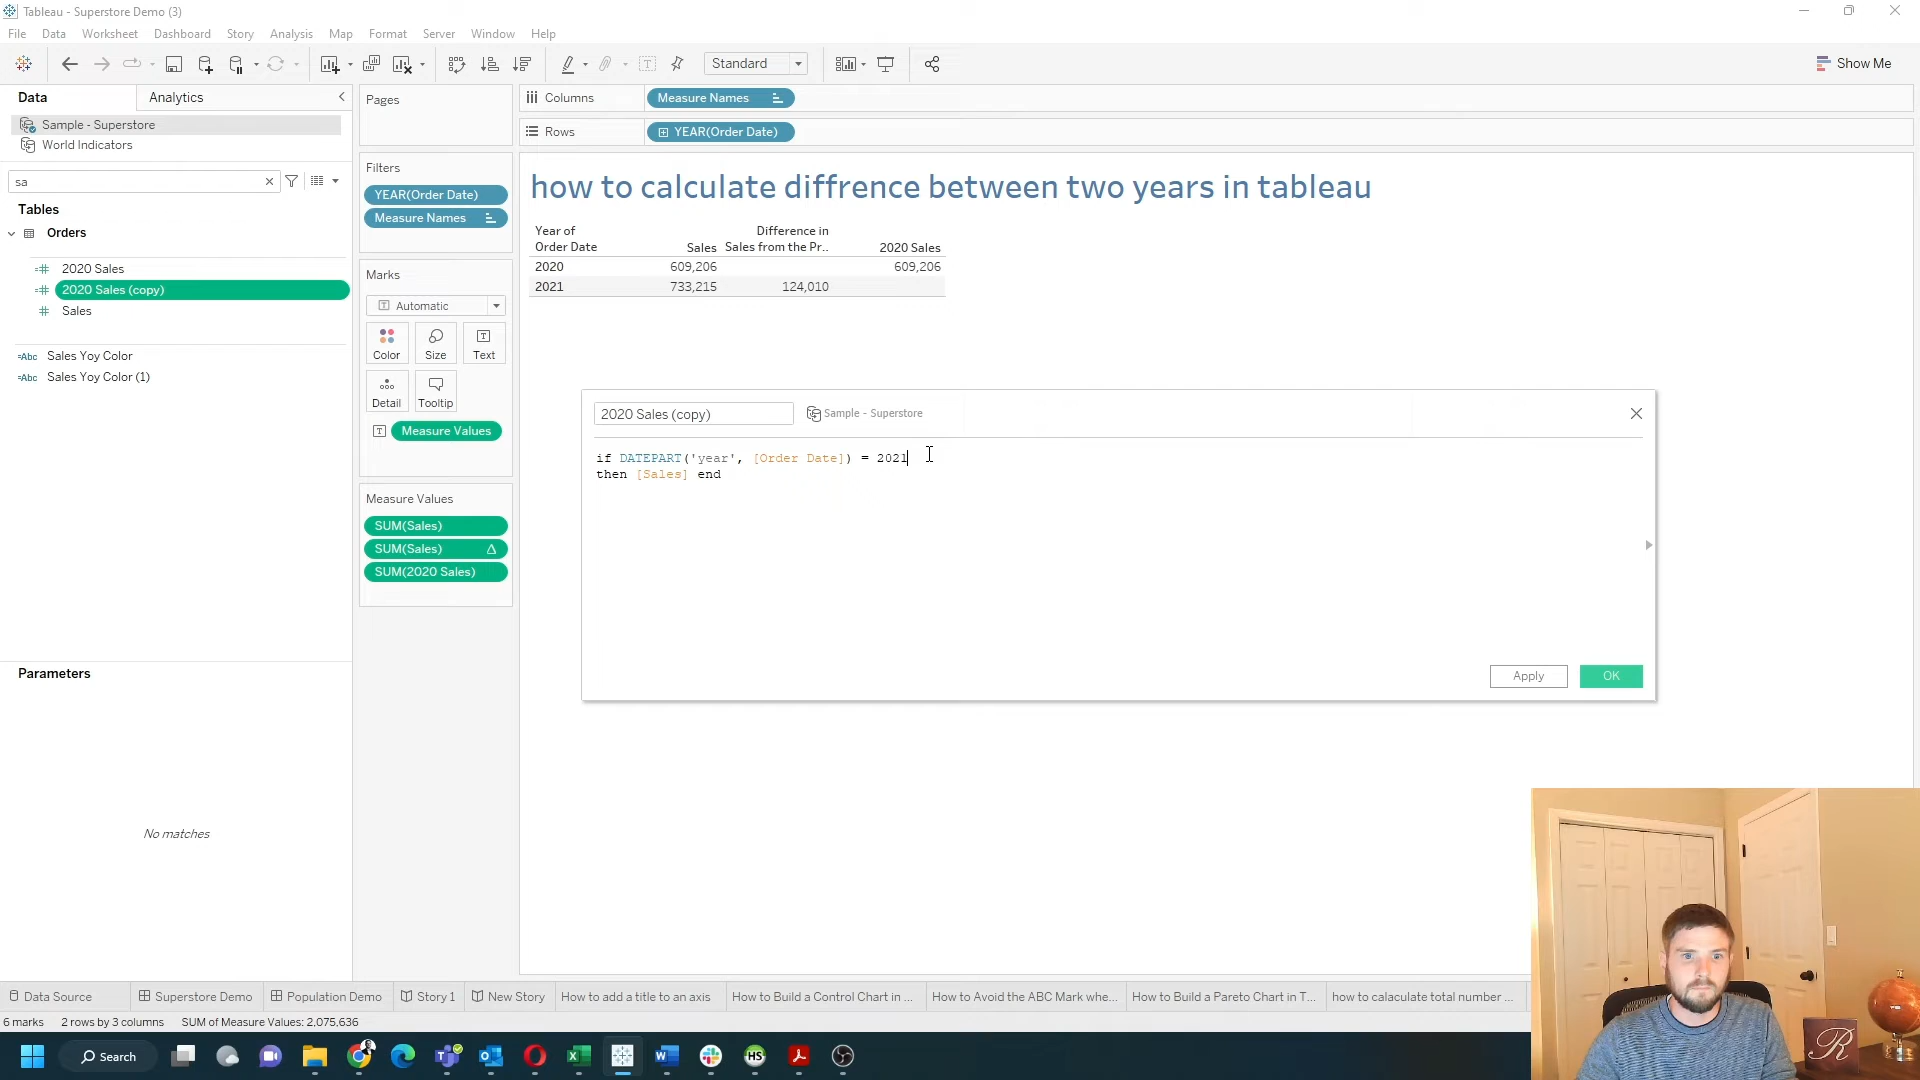 Tableau - Superstore Demo (3)
File Data Worksheet Dashboard Story Analysis Map Format Server Window Help
Standard
Show Me
Data
Analytics
Sample - Superstore
World Indicators
sa
Tables
Orders
2020 Sales
2020 Sales (copy)
Sales
Abc Sales Yoy Color
Abc Sales Yoy Color (1)
Parameters
No matches
Pages
Filters
YEAR(Order Date)
Measure Names
Marks
Automatic
Color
Size
Text
Detail
Tooltip
Measure Values
Measure Values
SUM(Sales)
SUM(Sales) Δ
SUM(2020 Sales)
Columns
Measure Names
Rows
YEAR(Order Date)
how to calculate diffrence between two years in tableau
Year of Order Date
Sales
Difference in Sales from the Pr..
2020 Sales
2020 609,206 609,206
2021 733,215 124,010
2020 Sales (copy)
Sample - Superstore
if DATEPART('year', [Order Date]) = 2021
then [Sales] end
Apply
OK
Data Source
Superstore Demo
Population Demo
Story 1
New Story
How to add a title to an axis
How to Build a Control Chart in ...
How to Avoid the ABC Mark whe...
How to Build a Pareto Chart in T...
how to calaculate total number ...
6 marks 2 rows by 3 columns SUM of Measure Values: 2,075,636
Search
R